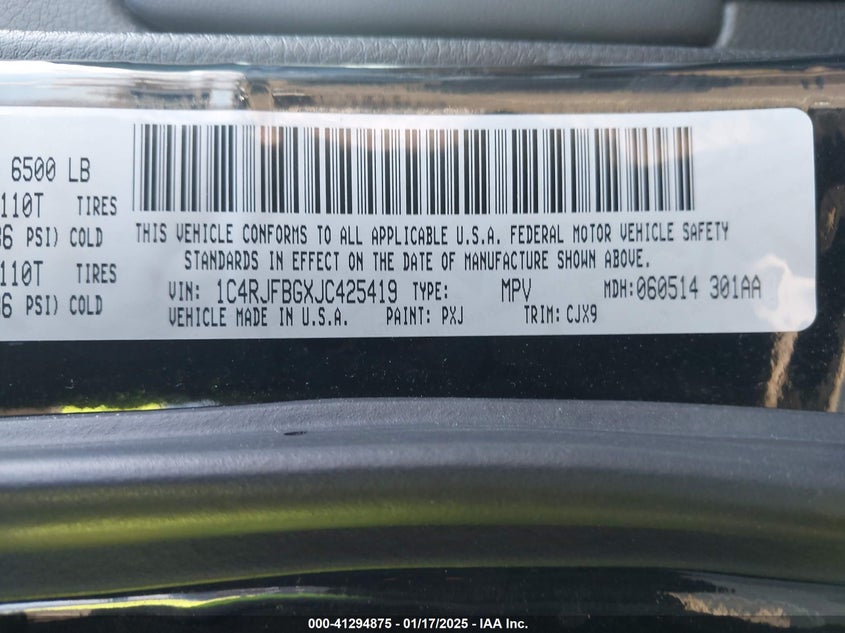 6500 LB
110T TIRES
36 PSI) COLD
110T TIRES
36 PSI) COLD
THIS VEHICLE CONFORMS TO ALL APPLICABLE U.S.A. FEDERAL MOTOR VEHICLE SAFETY
STANDARDS IN EFFECT ON THE DATE OF MANUFACTURE SHOWN ABOVE.
VIN: 1C4RJFBGXJC425419 TYPE: MPV MDH:060514 301AA
VEHICLE MADE IN U.S.A. PAINT: PXJ TRIM: CJX9
000-41294875 - 01/17/2025 - IAA Inc.